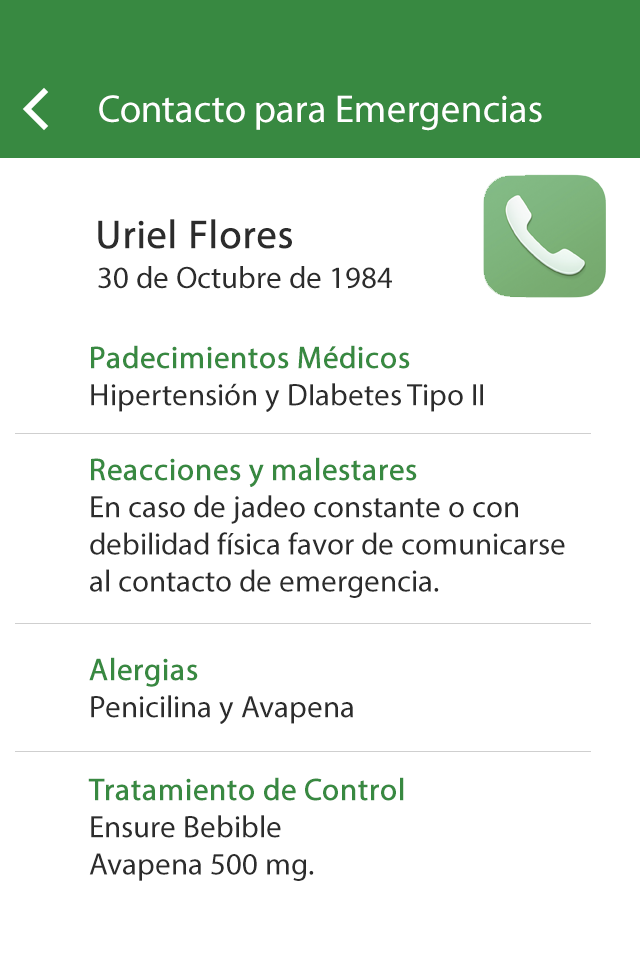 Contacto para Emergencias
Uriel Flores
30 de Octubre de 1984
Padecimientos Médicos
Hipertensión y DIabetes Tipo II
Reacciones y malestares
En caso de jadeo constante o con
debilidad física favor de comunicarse
al contacto de emergencia.
Alergias
Penicilina y Avapena
Tratamiento de Control
Ensure Bebible
Avapena 500 mg.